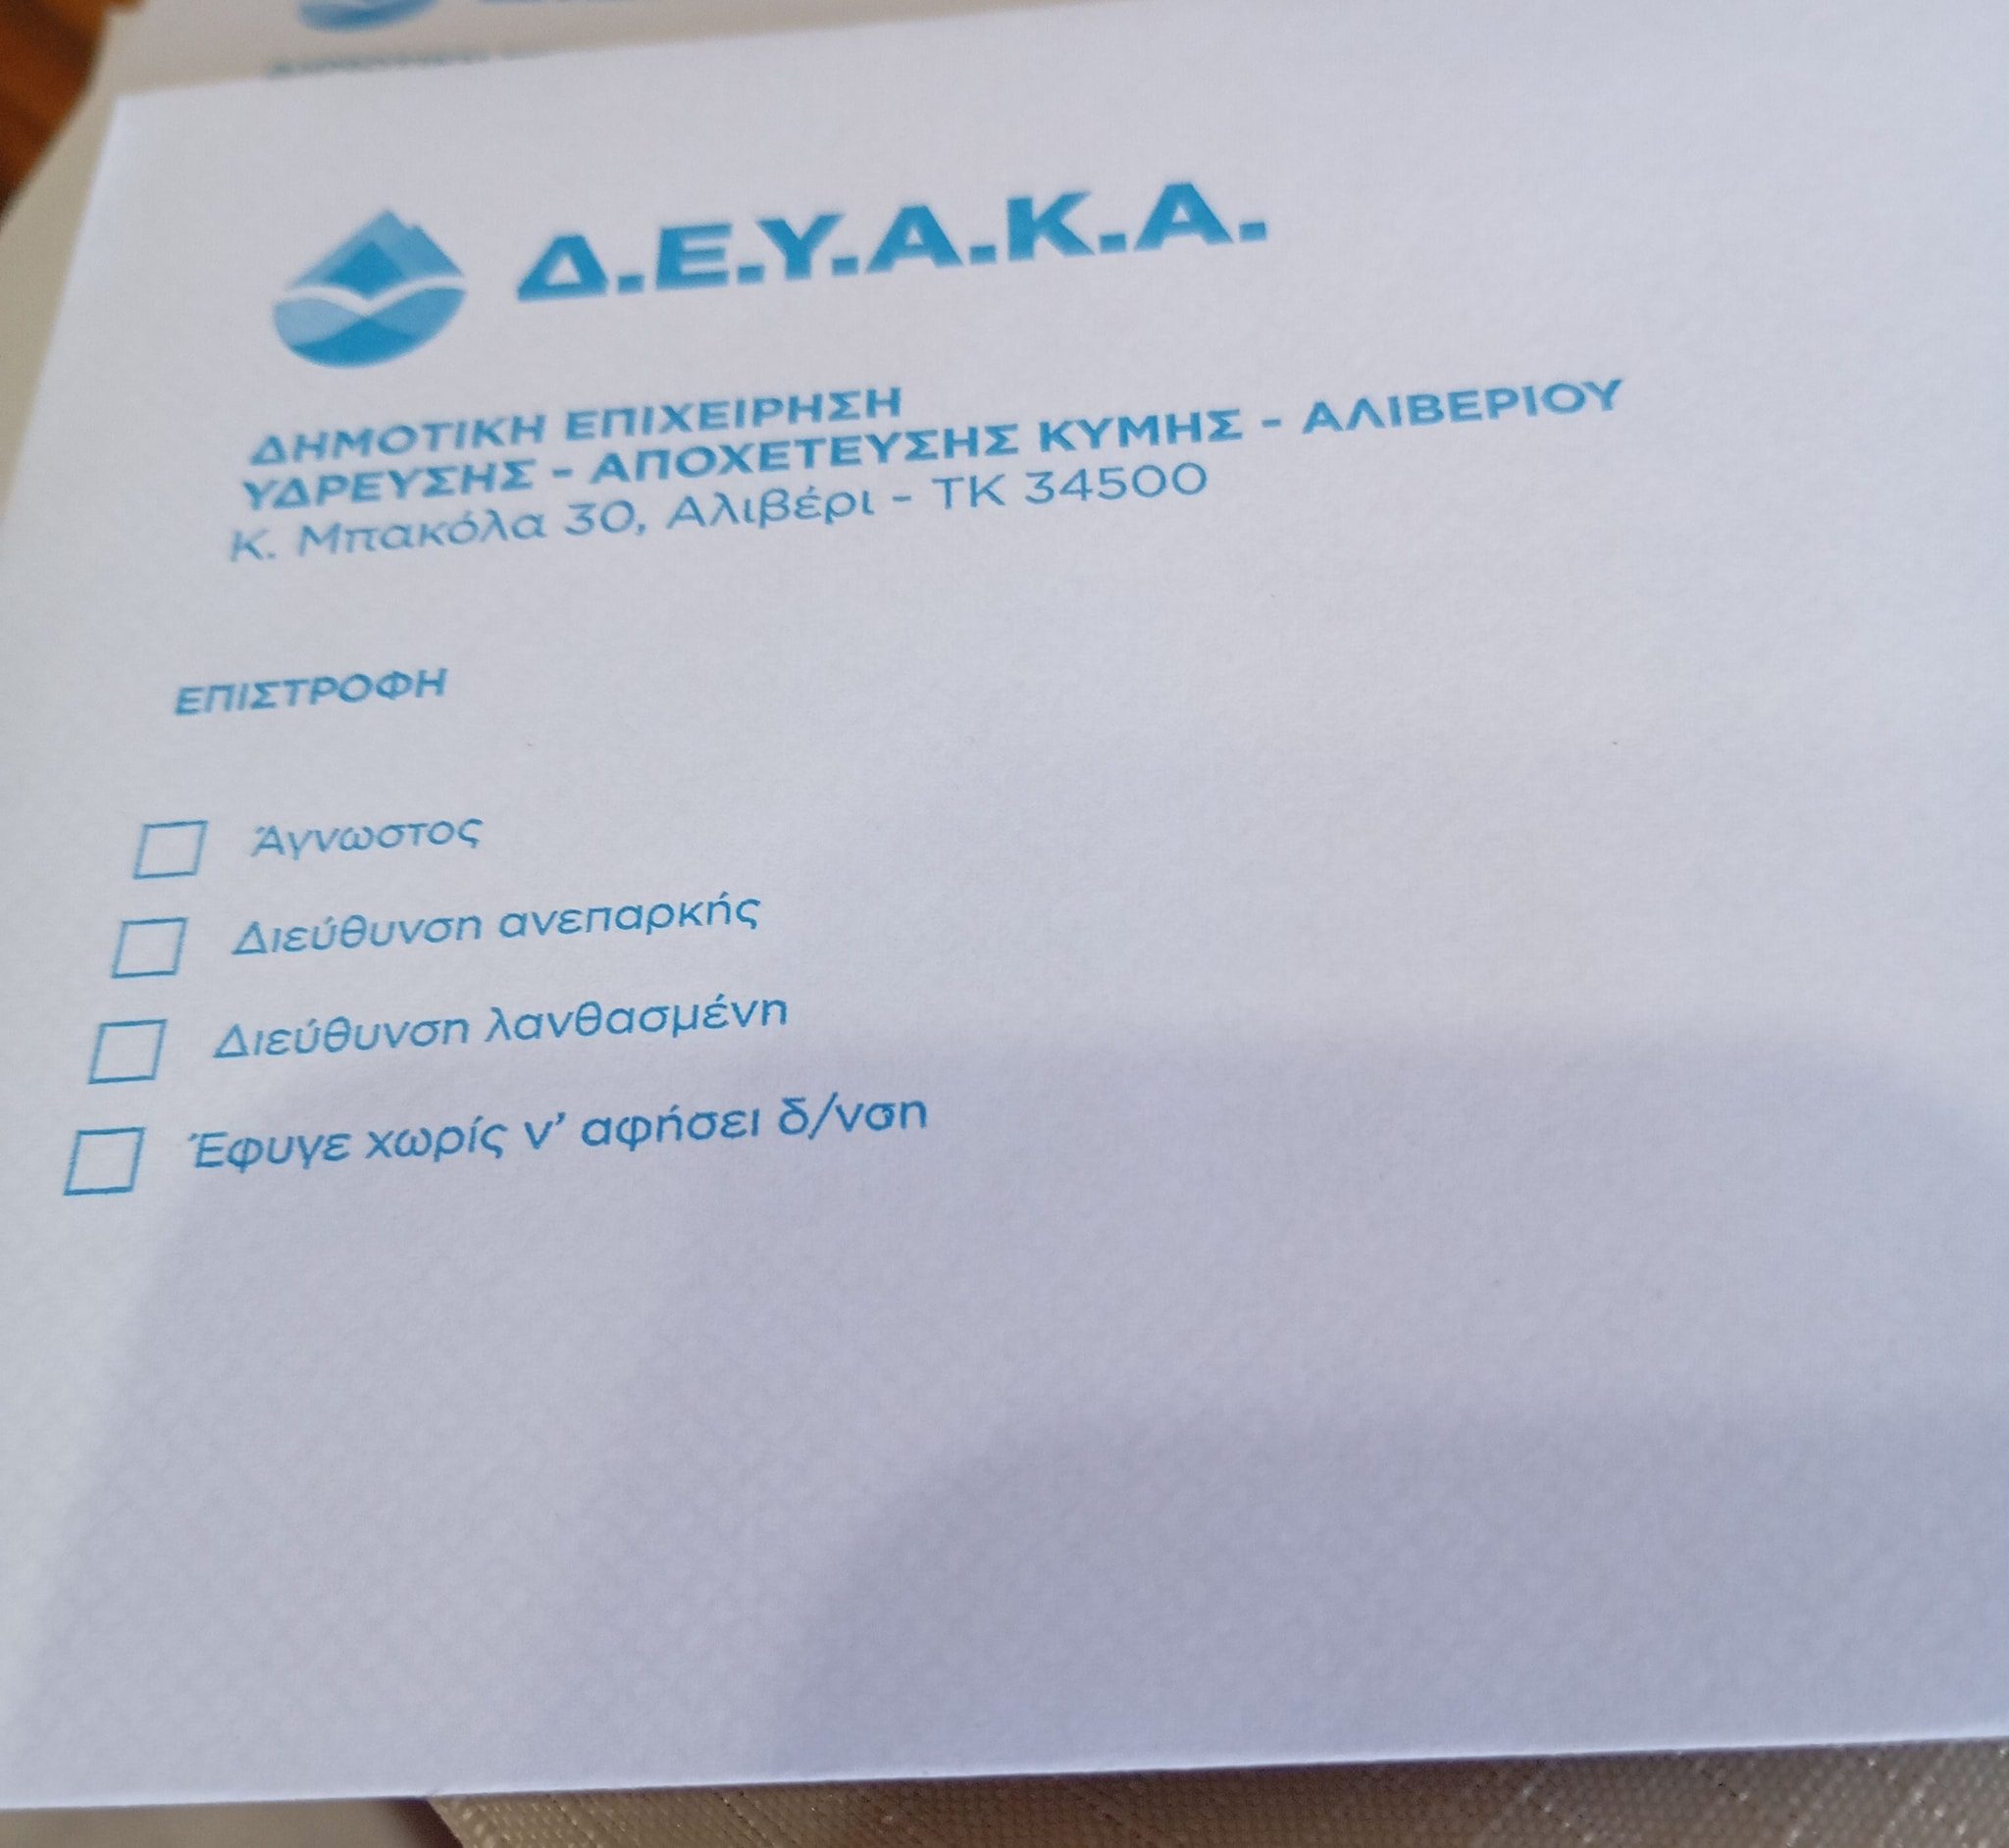 Δ.Ε.Υ.Α.Κ.Α.
ΔΗΜΟΤΙΚΗ ΕΠΙΧΕΙΡΗΣΗ
ΥΔΡΕΥΣΗΣ - ΑΠΟΧΕΤΕΥΣΗΣ ΚΥΜΗΣ - ΑΛΙΒΕΡΙΟΥ
Κ. Μπακόλα 30, Αλιβέρι - ΤΚ 34500
ΕΠΙΣΤΡΟΦΗ
Άγνωστος
Διεύθυνση ανεπαρκής
Διεύθυνση λανθασμένη
Έφυγε χωρίς ν' αφήσει δ/νση